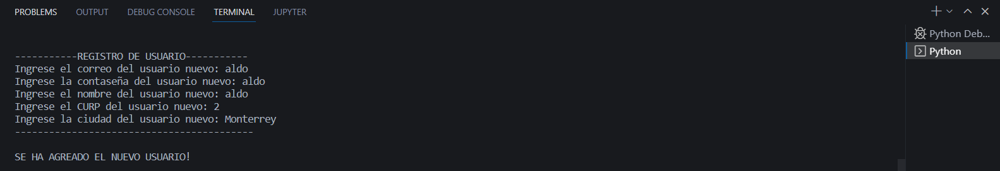 PROBLEMS OUTPUT DEBUG CONSOLE TERMINAL JUPYTER
Python Deb...
Python
-----------REGISTRO DE USUARIO-----------
Ingrese el correo del usuario nuevo: aldo
Ingrese la contaseña del usuario nuevo: aldo
Ingrese el nombre del usuario nuevo: aldo
Ingrese el CURP del usuario nuevo: 2
Ingrese la ciudad del usuario nuevo: Monterrey
------------------------------------------
SE HA AGREADO EL NUEVO USUARIO!